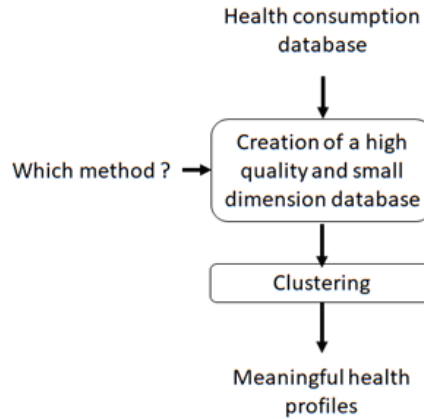 Health consumption
database
Which method ?
Creation of a high
quality and small
dimension database
Clustering
Meaningful health
profiles